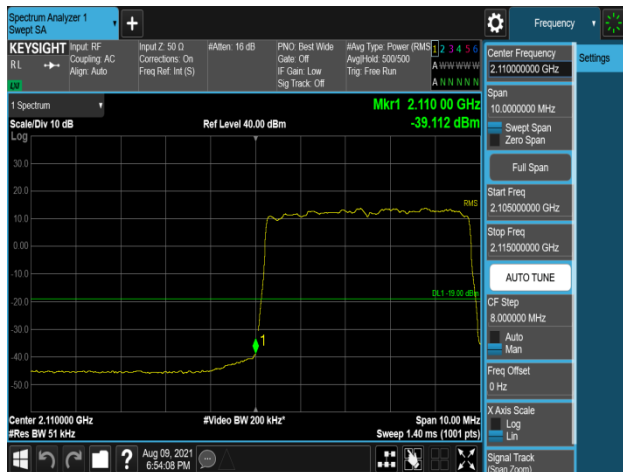 Spectrum Analyzer 1
Swept SA
Frequency
KEYSIGHT
Input: RF
Input Z: 50 Ω
#Atten: 16 dB
PNO: Best Wide
#Avg Type: Power (RMS
1 2 3 4 5 6
R L
Coupling: AC
Corrections: On
Gate: Off
Avg|Hold: 500/500
A W W W W W
Align: Auto
Freq Ref: Int (S)
IF Gain: Low
Trig: Free Run
Sig Track: Off
A N N N N N
Center Frequency
2.110000000 GHz
Settings
Span
10.0000000 MHz
Swept Span
Zero Span
Full Span
Start Freq
2.105000000 GHz
Stop Freq
2.115000000 GHz
AUTO TUNE
CF Step
8.000000 MHz
Auto
Man
Freq Offset
0 Hz
X Axis Scale
Log
Lin
Signal Track
(Span Zoom)
1 Spectrum
Mkr1 2.110 00 GHz
Scale/Div 10 dB
Ref Level 40.00 dBm
-39.112 dBm
Log
30.0
20.0
RMS
10.0
0.00
-10.0
DL1 -19.00 dBm
-20.0
-30.0
1
-40.0
-50.0
Center 2.110000 GHz
#Video BW 200 kHz*
Span 10.00 MHz
#Res BW 51 kHz
Sweep 1.40 ms (1001 pts)
?
Aug 09, 2021
6:54:08 PM